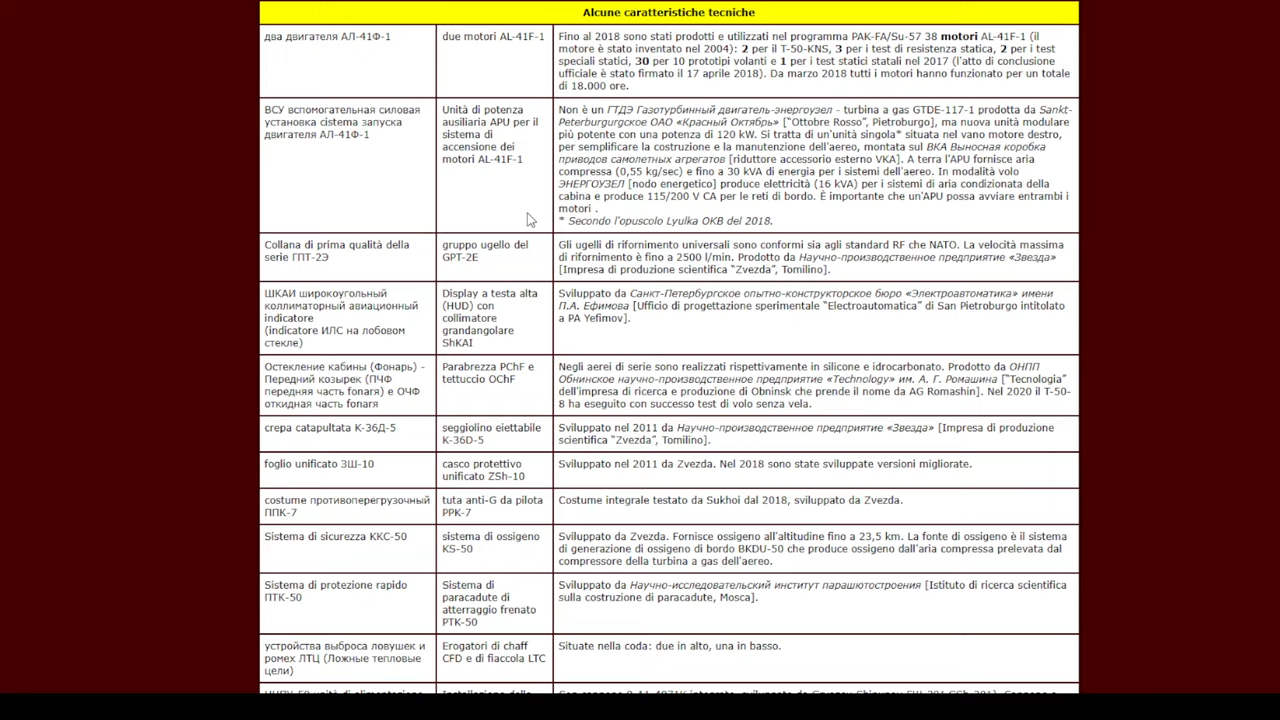 Alcune caratteristiche tecniche
два двигателя АЛ-41Ф-1
due motori AL-41F-1
Fino al 2018 sono stati prodotti e utilizzati nel programma PAK-FA/Su-57 38 motori AL-41F-1 (il
motore è stato inventato nel 2004): 2 per il T-50-KNS, 3 per i test di resistenza statica, 2 per i test
speciali statici, 30 per 10 prototipi volanti e 1 per i test statali nel 2017 (l'atto di conclusione
ufficiale è stato firmato il 17 aprile 2018). Da marzo 2018 tutti i motori hanno funzionato per un totale
di 18.000 ore.
ВСУ вспомогательная силовая
установка cistema запуска
двигателя АЛ-41Ф-1
Unità di potenza
ausiliaria APU per il
sistema di
accensione dei
motori AL-41F-1
Non è un ГТДЭ Газотурбинный двигатель-энергоузел - turbina a gas GTDE-117-1 prodotta da Sankt-
Peterburgurgское ОАО «Красный Октябрь» ["Ottobre Rosso", Pietroburgo], ma nuova unità modulare
più potente con una potenza di 120 kW. Si tratta di un'unità singola* situata nel vano motore destro,
per semplificare la costruzione e la manutenzione dell'aereo, montata sul ВКА Выносная коробка
приводов самолетных агрегатов [riduttore accessorio esterno VKA]. A terra l'APU fornisce aria
compressa (0,55 kg/sec) e fino a 30 kVA di energia per i sistemi dell'aereo. In modalità volo
ЭНЕРГОУЗЕЛ [nodo energetico] produce elettricità (16 kVA) per i sistemi di aria condizionata della
cabina e produce 115/200 V CA per le reti di bordo. È importante che un'APU possa avviare entrambi i
motori .
* Secondo l'opuscolo Lyulka OKB del 2018.
Collana di prima qualità della
serie ГПТ-2Э
gruppo ugello del
GPT-2E
Gli ugelli di rifornimento universali sono conformi sia agli standard RF che NATO. La velocità massima
di rifornimento è fino a 2500 l/min. Prodotto da Научно-производственное предприятие «Звезда»
[Impresa di produzione scientifica "Zvezda", Tomilino].
ШКАИ широкоугольный
коллиматорный авиационный
indicatore
(indicatore ИЛС на лобовом
стекле)
Display a testa alta
(HUD) con
collimatore
grandangolare
ShKAI
Sviluppato da Санкт-Петербургское опытно-конструкторское бюро «Электроавтоматика» имени
П.А. Ефимова [Ufficio di progettazione sperimentale "Electroautomatica" di San Pietroburgo intitolato
a PA Yefimov].
Остекление кабины (Фонарь) -
Передний козырек (ПЧФ
передняя часть fonarя) e ОЧФ
откидная часть fonarя
Parabrezza PChF e
tettuccio OChF
Negli aerei di serie sono realizzati rispettivamente in silicone e idrocarbonato. Prodotto da ОНПП
Обнинское научно-производственное предприятие «Technology» им. А. Г. Ромашина ["Tecnologia"
dell'impresa di ricerca e produzione di Obninsk che prende il nome da AG Romashin]. Nel 2020 il T-50-
8 ha eseguito con successo test di volo senza vela.
crepa catapultata К-36Д-5
seggiolino eiettabile
K-36D-5
Sviluppato nel 2011 da Научно-производственное предприятие «Звезда» [Impresa di produzione
scientifica "Zvezda", Tomilino].
foglio unificato ЗШ-10
casco protettivo
unificato ZSh-10
Sviluppato nel 2011 da Zvezda. Nel 2018 sono state sviluppate versioni migliorate.
costume противоперегрузочный
ППК-7
tuta anti-G da pilota
PPK-7
Costume integrale testato da Sukhoi dal 2018, sviluppato da Zvezda.
Sistema di sicurezza ККС-50
sistema di ossigeno
KS-50
Sviluppato da Zvezda. Fornisce ossigeno all'altitudine fino a 23,5 km. La fonte di ossigeno è il sistema
di generazione di ossigeno di bordo BKDU-50 che produce ossigeno dall'aria compressa prelevata dal
compressore della turbina a gas dell'aereo.
Sistema di protezione rapido
ПТК-50
Sistema di
paracadute di
atterraggio frenato
PTK-50
Sviluppato da Научно-исследовательский институт парашютостроения [Istituto di ricerca scientifica
sulla costruzione di paracadute, Mosca].
устройства выброса ловушек и
ромех ЛТЦ (Ложные тепловые
цели)
Erogatori di chaff
CFD e di fiaccola LTC
Situate nella coda: due in alto, una in basso.